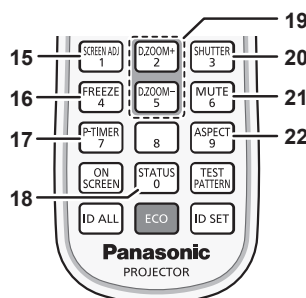 19
15 SCREEN ADJ D.ZOOM+ SHUTTER 20
1 2 3
16 FREEZE D.ZOOM− MUTE 21
4 5 6
17 P-TIMER ASPECT 22
7 8 9
18 ON SCREEN STATUS 0 TEST PATTERN
ID ALL ECO ID SET
Panasonic
PROJECTOR